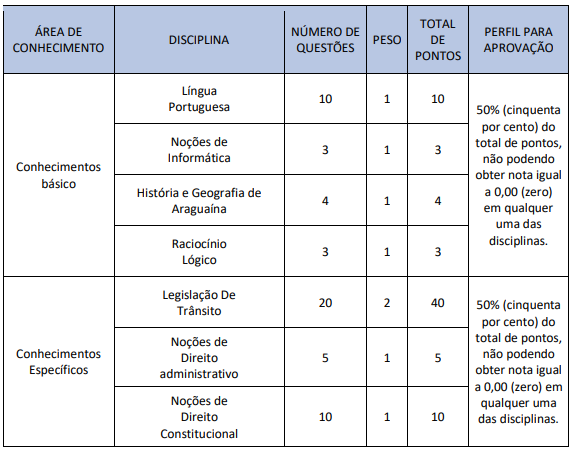 ÁREA DE
CONHECIMENTO
DISCIPLINA
NÚMERO DE
QUESTÕES
PESO
TOTAL
DE
PONTOS
PERFIL PARA
APROVAÇÃO
Conhecimentos
básico
Língua
Portuguesa
10
1
10
Noções de
Informática
3
1
3
História e Geografia de
Araguaína
4
1
4
Raciocínio
Lógico
3
1
3
50% (cinquenta
por cento) do
total de pontos,
não podendo
obter nota igual
a 0,00 (zero)
em qualquer
uma das
disciplinas.
Conhecimentos
Específicos
Legislação De
Trânsito
20
2
40
Noções de
Direito
administrativo
5
1
5
Noções de
Direito
Constitucional
10
1
10
50% (cinquenta
por cento) do
total de pontos,
não podendo
obter nota igual
a 0,00 (zero) em
qualquer uma
das disciplinas.